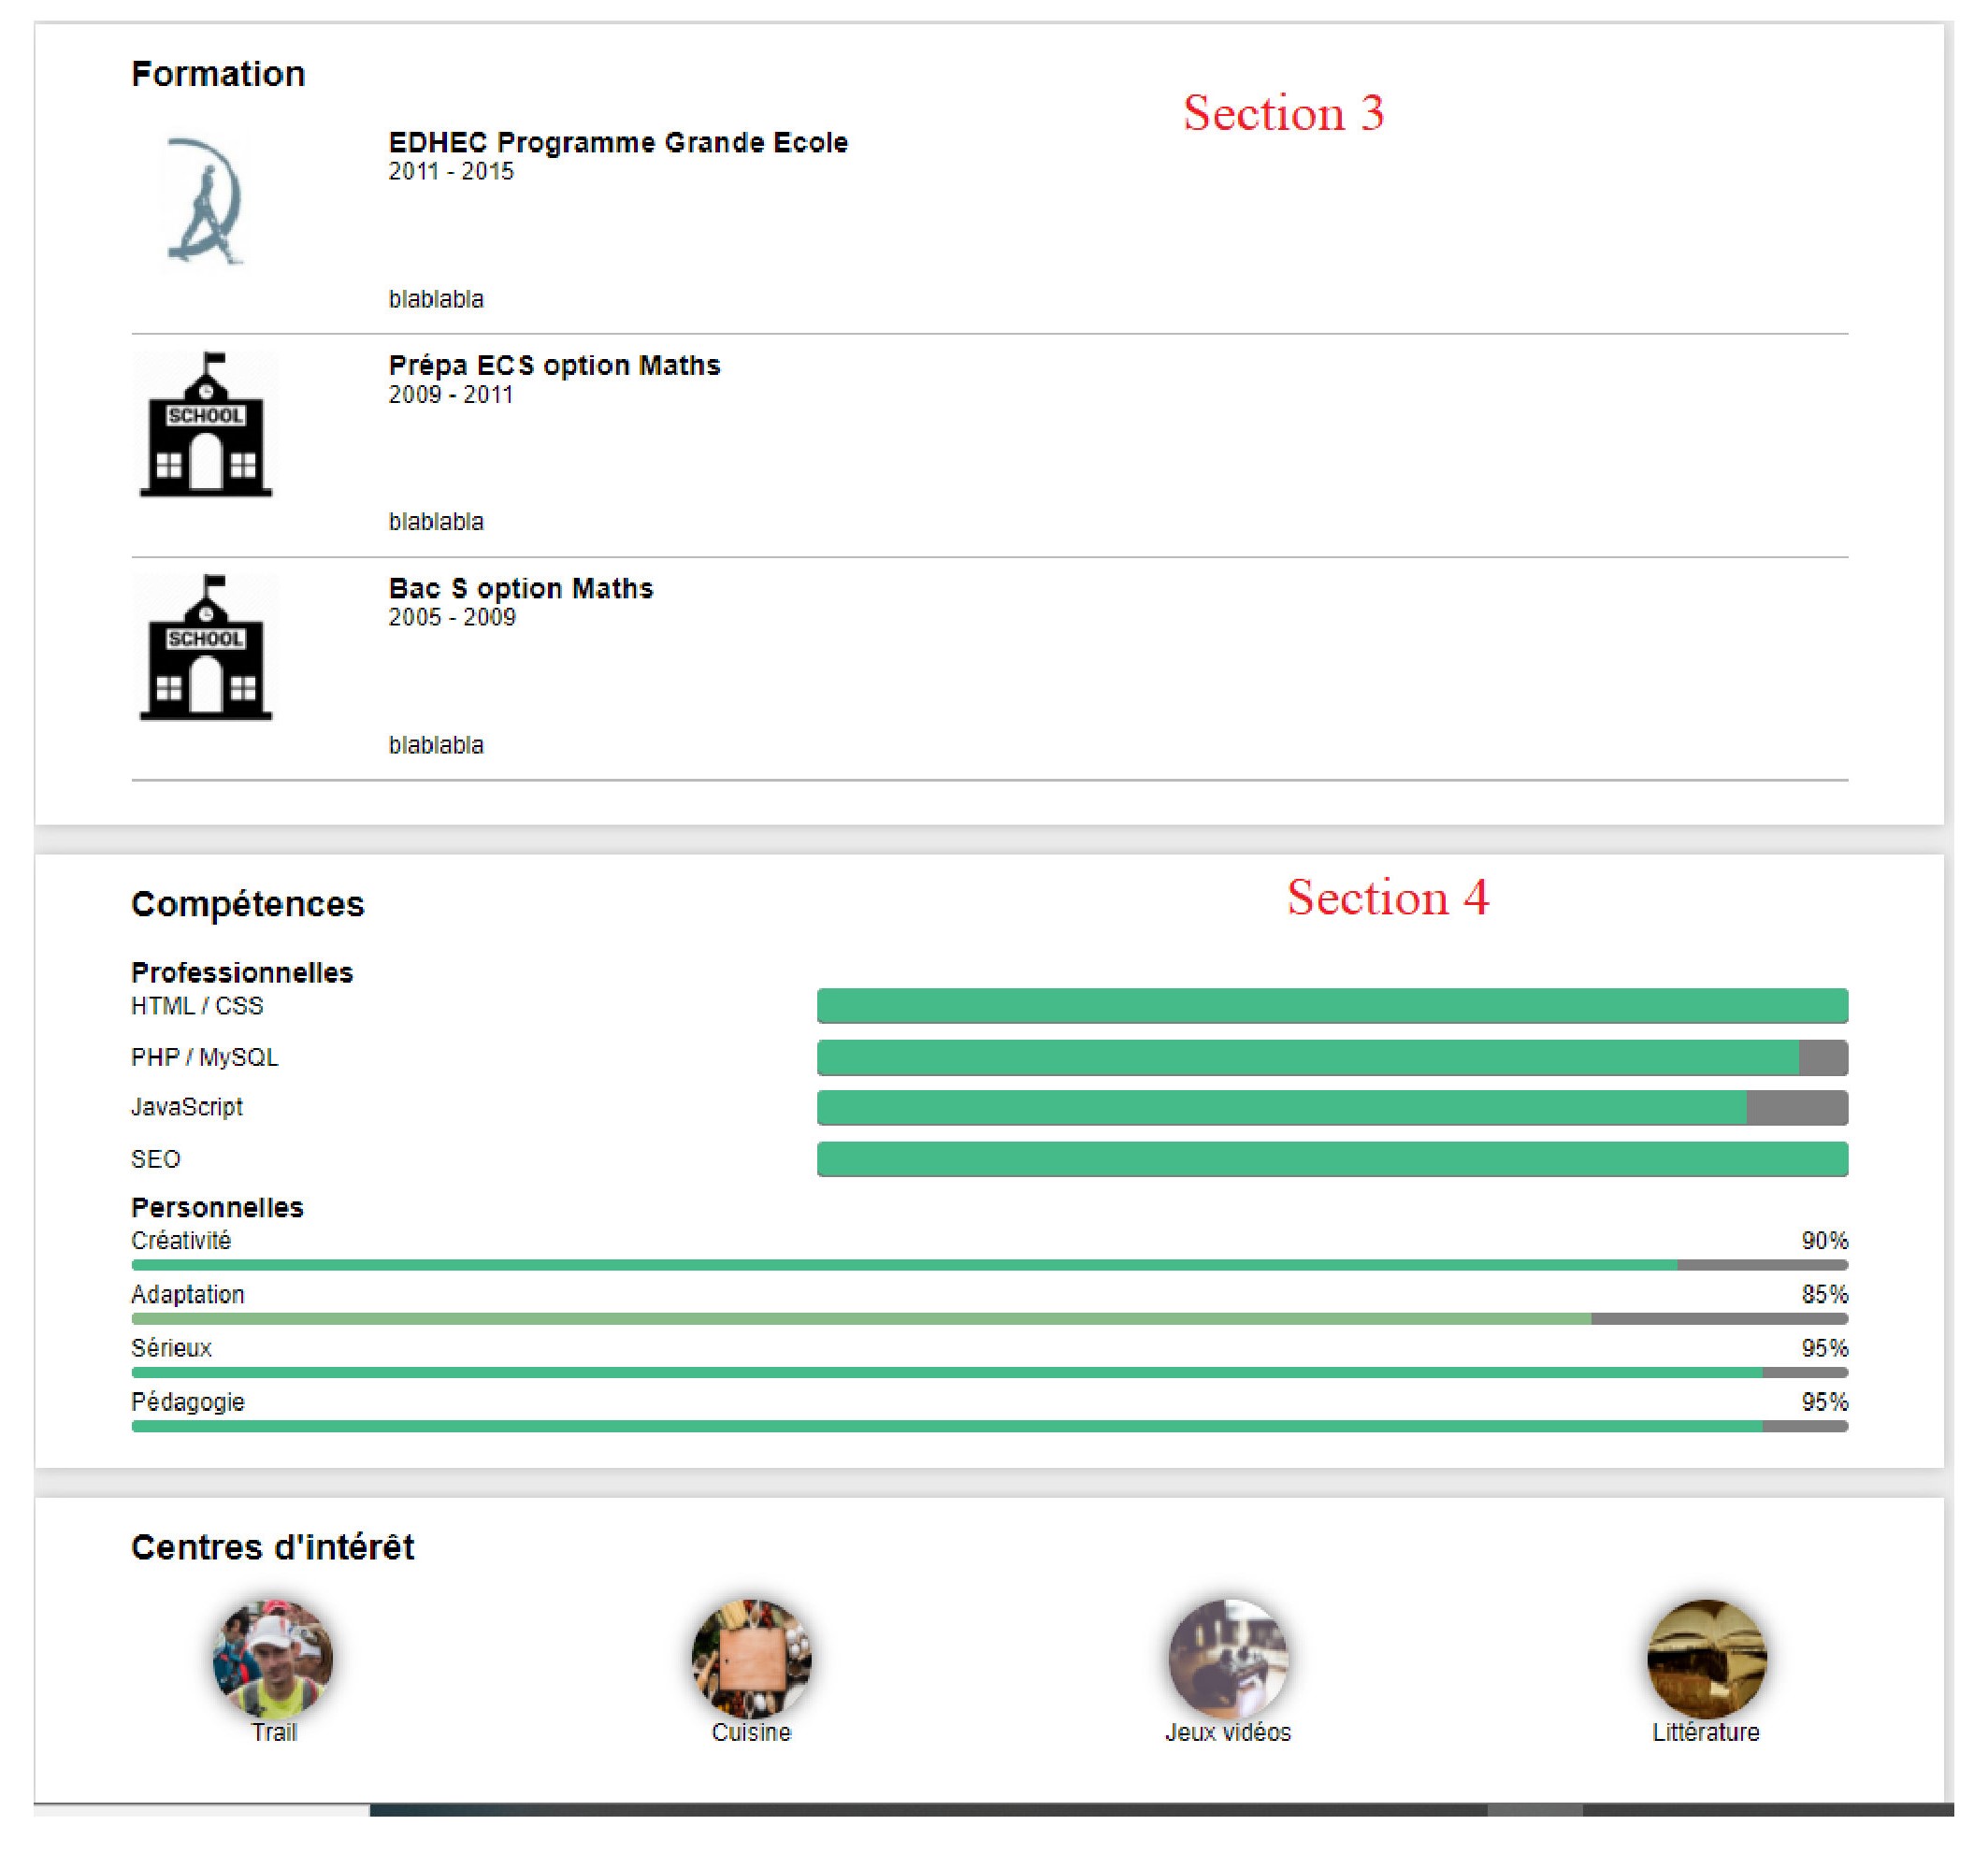 Formation
Section 3
EDHEC Programme Grande Ecole
2011 - 2015
blablabla
SCHOOL
Prépa ECS option Maths
2009 - 2011
blablabla
SCHOOL
Bac S option Maths
2005 - 2009
blablabla
Compétences
Section 4
Professionnelles
HTML / CSS
PHP / MySQL
JavaScript
SEO
Personnelles
Créativité 90%
Adaptation 85%
Sérieux 95%
Pédagogie 95%
Centres d'intérêt
Trail Cuisine Jeux vidéos Littérature